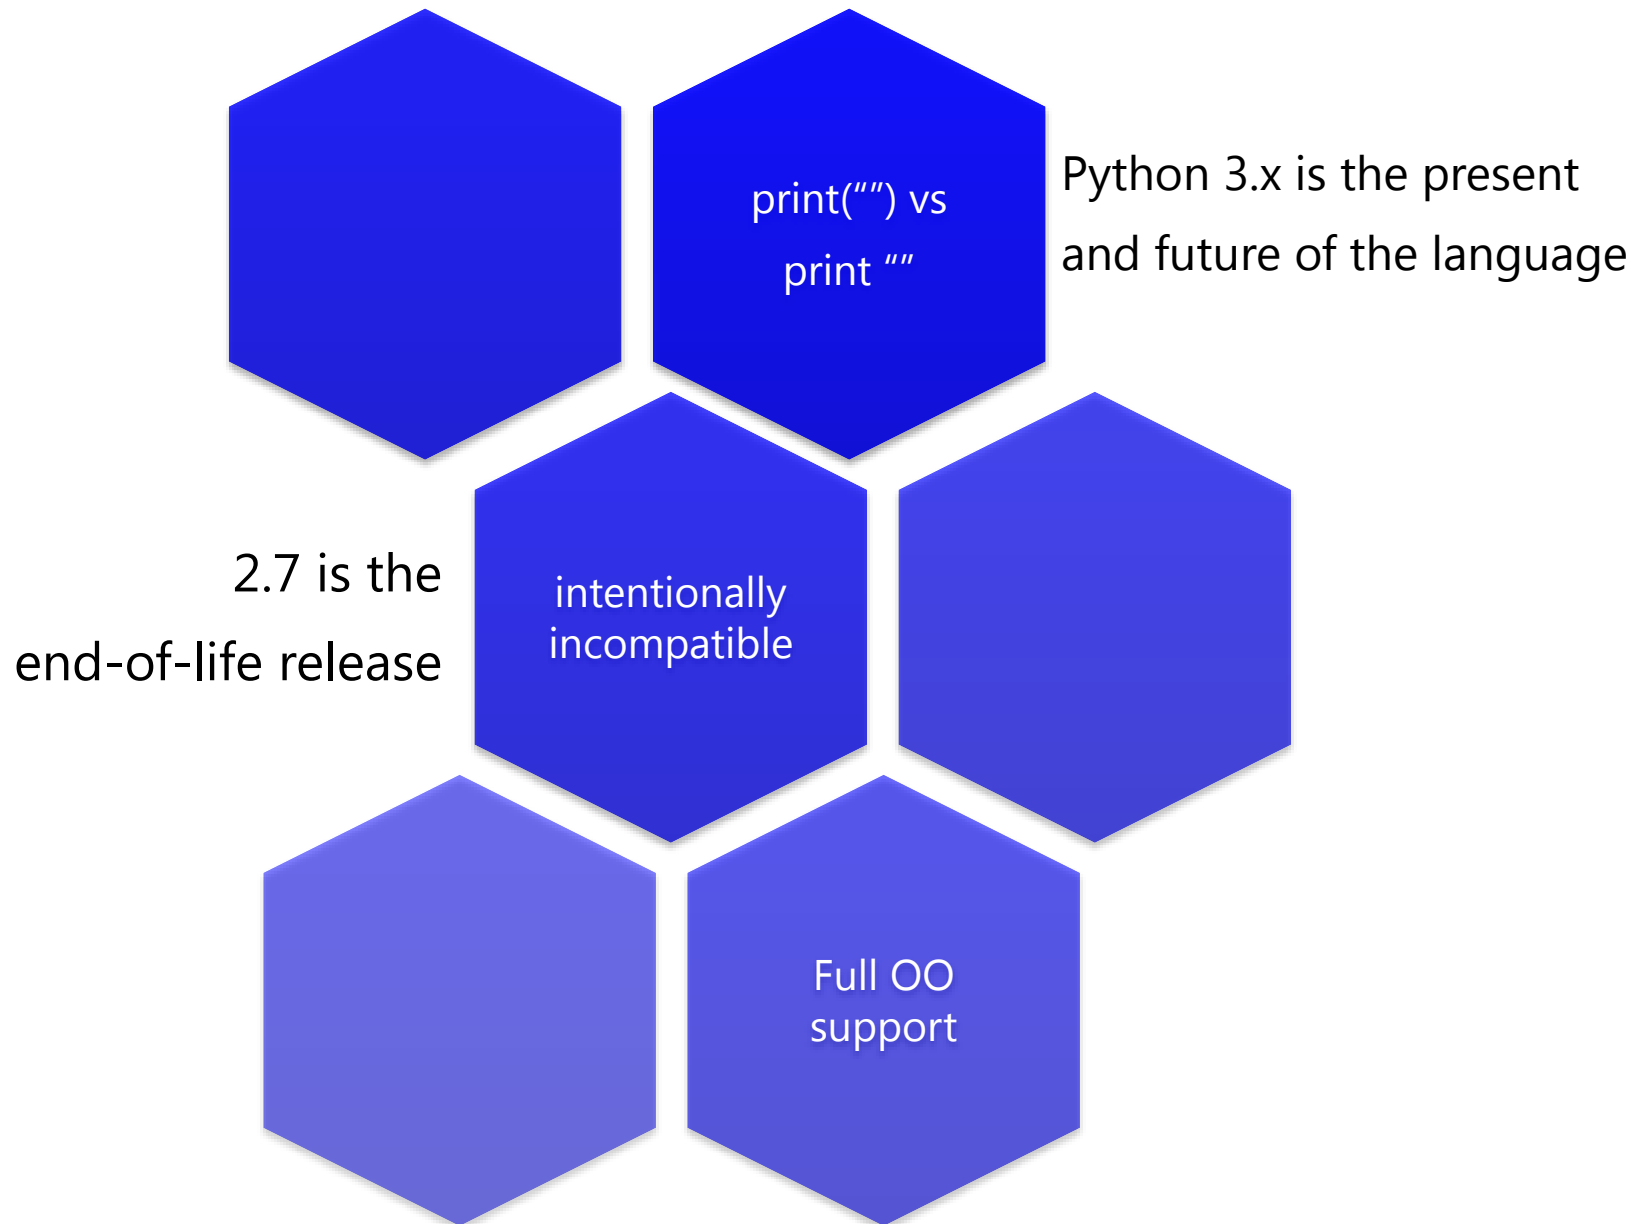 print(“”) vs
print “”
Python 3.x is the present
and future of the language
2.7 is the
end-of-life release
intentionally
incompatible
Full OO
support